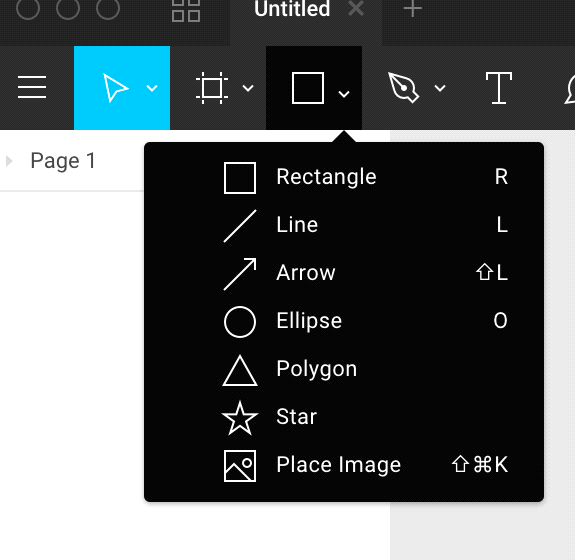 Untitled
Page 1
Rectangle R
Line L
Arrow ⇧L
Ellipse O
Polygon
Star
Place Image ⇧⌘K